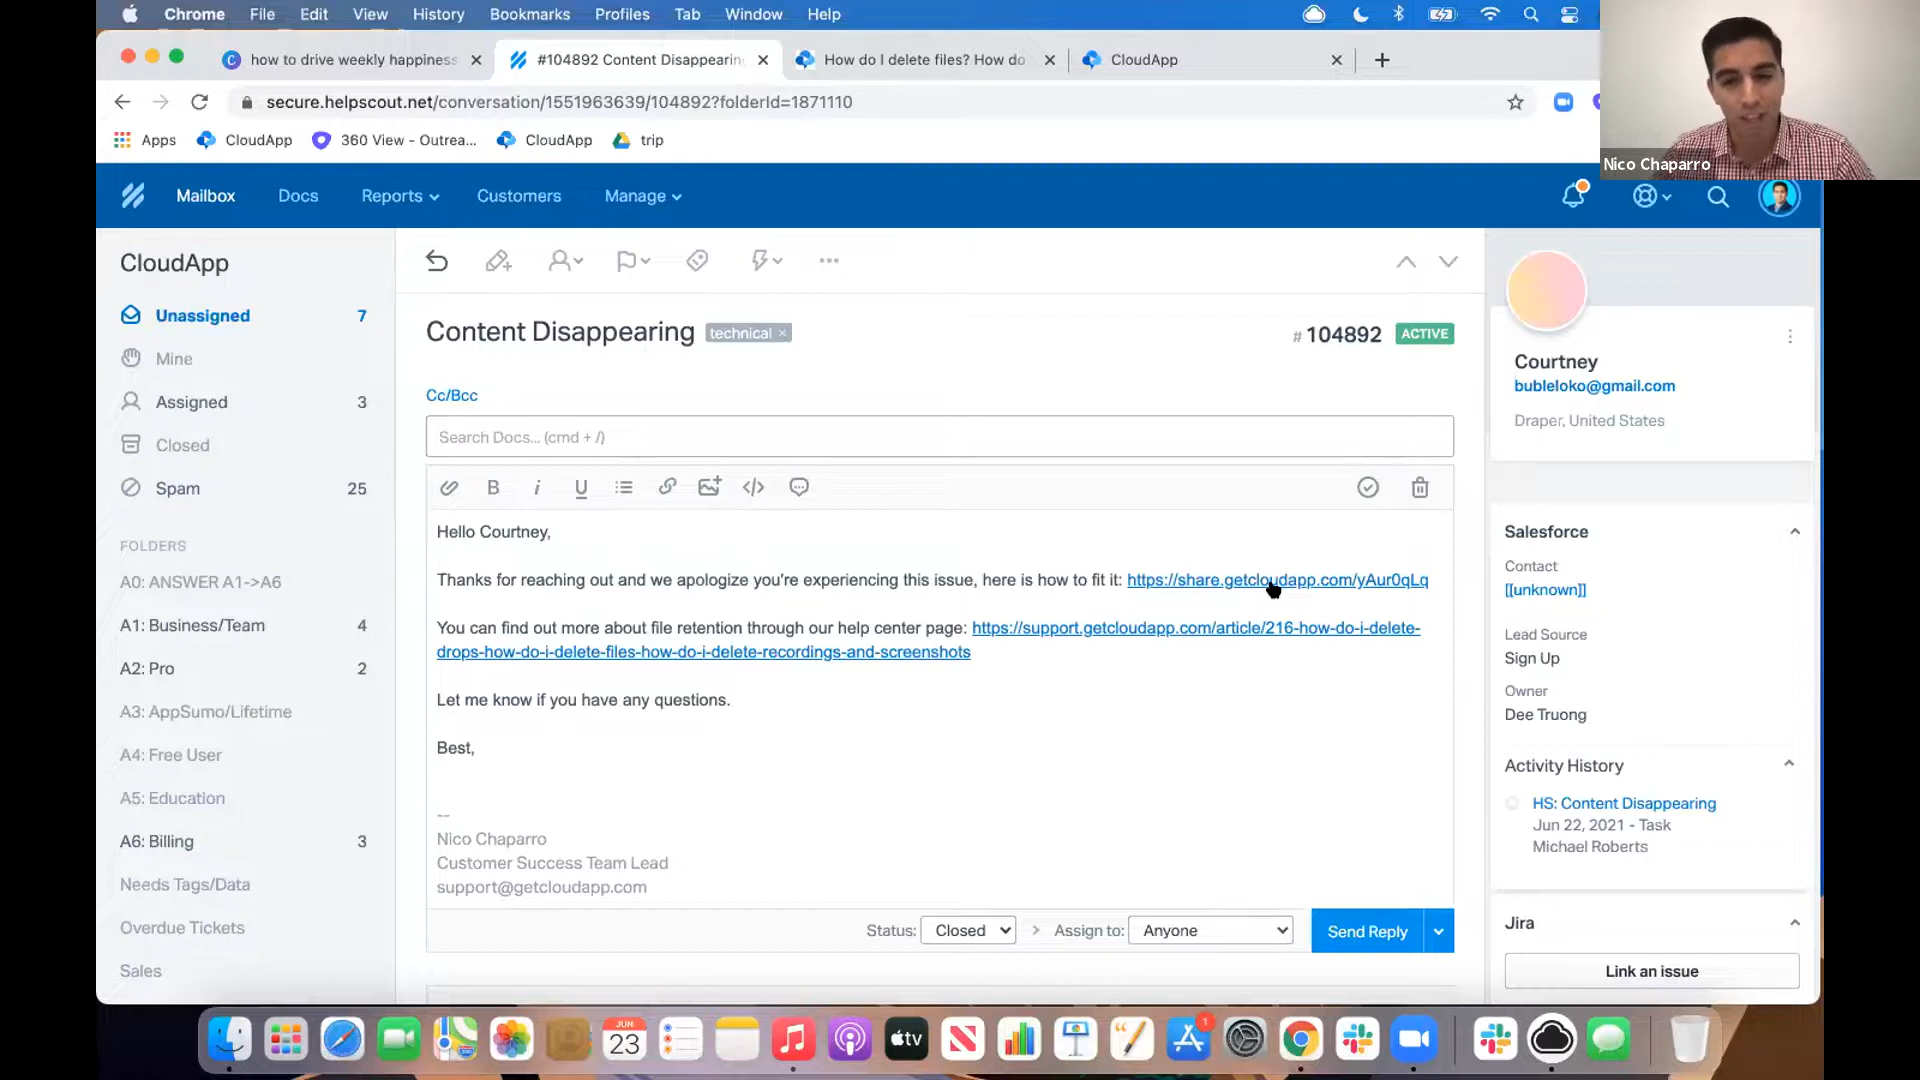 Chrome File Edit View History Bookmarks Profiles Tab Window Help
how to drive weekly happiness
#104892 Content Disappearin
How do I delete files? How do
CloudApp
secure.helpscout.net/conversation/1551963639/104892?folderId=1871110
Apps CloudApp 360 View - Outrea... CloudApp trip
Nico Chaparro
Mailbox Docs Reports Customers Manage
CloudApp
Unassigned 7
Mine
Assigned 3
Closed
Spam 25
FOLDERS
A0: ANSWER A1->A6
A1: Business/Team 4
A2: Pro 2
A3: AppSumo/Lifetime
A4: Free User
A5: Education
A6: Billing 3
Needs Tags/Data
Overdue Tickets
Sales
Content Disappearing technical ×
# 104892 ACTIVE
Cc/Bcc
Search Docs... (cmd + /)
B i U
Hello Courtney,
Thanks for reaching out and we apologize you're experiencing this issue, here is how to fit it: https://share.getcloudapp.com/yAur0qLq
You can find out more about file retention through our help center page: https://support.getcloudapp.com/article/216-how-do-i-delete-
drops-how-do-i-delete-files-how-do-i-delete-recordings-and-screenshots
Let me know if you have any questions.
Best,
--
Nico Chaparro
Customer Success Team Lead
support@getcloudapp.com
Status: Closed > Assign to: Anyone Send Reply
Courtney
bubleloko@gmail.com
Draper, United States
Salesforce
Contact
[[unknown]]
Lead Source
Sign Up
Owner
Dee Truong
Activity History
HS: Content Disappearing
Jun 22, 2021 - Task
Michael Roberts
Jira
Link an issue
JUN
23
tv
1